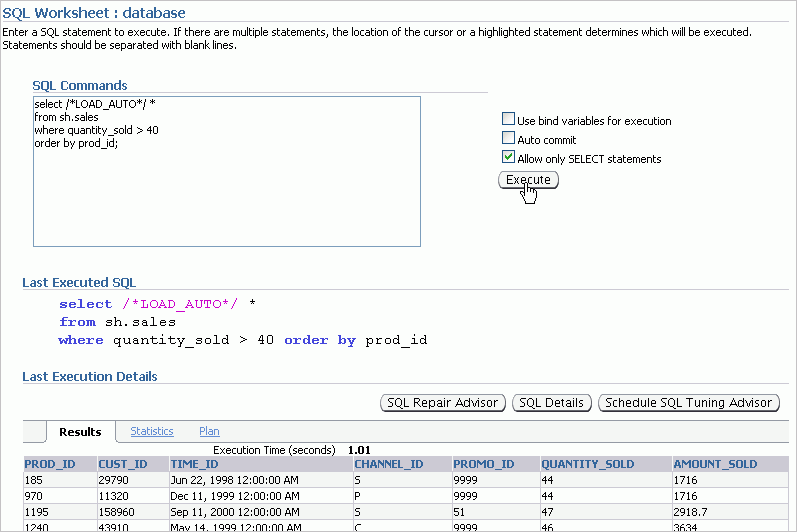 SQL Worksheet : database
Enter a SQL statement to execute. If there are multiple statements, the location of the cursor or a highlighted statement determines which will be executed.
Statements should be separated with blank lines.
SQL Commands
select /*LOAD_AUTO*/ *
from sh.sales
where quantity_sold > 40
order by prod_id;
Use bind variables for execution
Auto commit
Allow only SELECT statements
Execute
Last Executed SQL
select /*LOAD_AUTO*/ *
from sh.sales
where quantity_sold > 40 order by prod_id
Last Execution Details
SQL Repair Advisor SQL Details Schedule SQL Tuning Advisor
Results Statistics Plan
Execution Time (seconds) 1.01
PROD_ID CUST_ID TIME_ID CHANNEL_ID PROMO_ID QUANTITY_SOLD AMOUNT_SOLD
185 29790 Jun 22, 1998 12:00:00 AM S 9999 44 1716
970 11320 Dec 11, 1999 12:00:00 AM P 9999 44 1716
1195 158960 Sep 11, 2000 12:00:00 AM S 51 47 2918.7
1240 43910 May 14, 1999 12:00:00 AM C 9999 46 3634